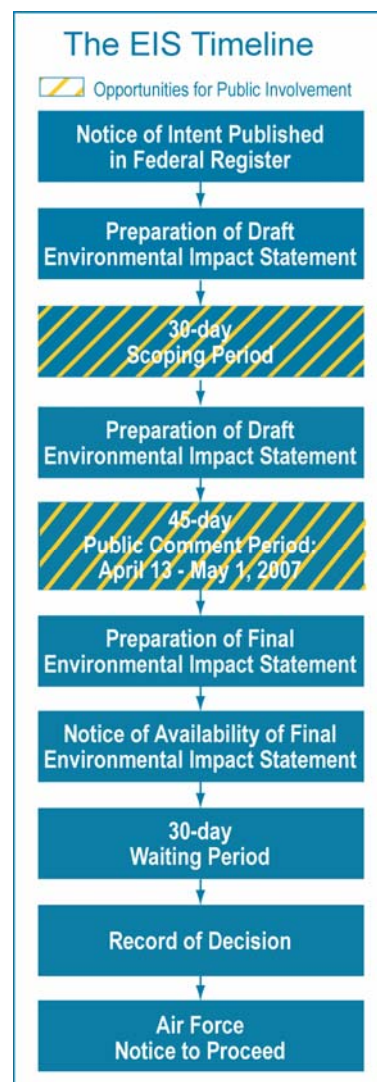 The EIS Timeline
Opportunities for Public Involvement
Notice of Intent Published
in Federal Register
Preparation of Draft
Environmental Impact Statement
30-day
Scoping Period
Preparation of Draft
Environmental Impact Statement
45-day
Public Comment Period:
April 13 - May 1, 2007
Preparation of Final
Environmental Impact Statement
Notice of Availability of Final
Environmental Impact Statement
30-day
Waiting Period
Record of Decision
Air Force
Notice to Proceed